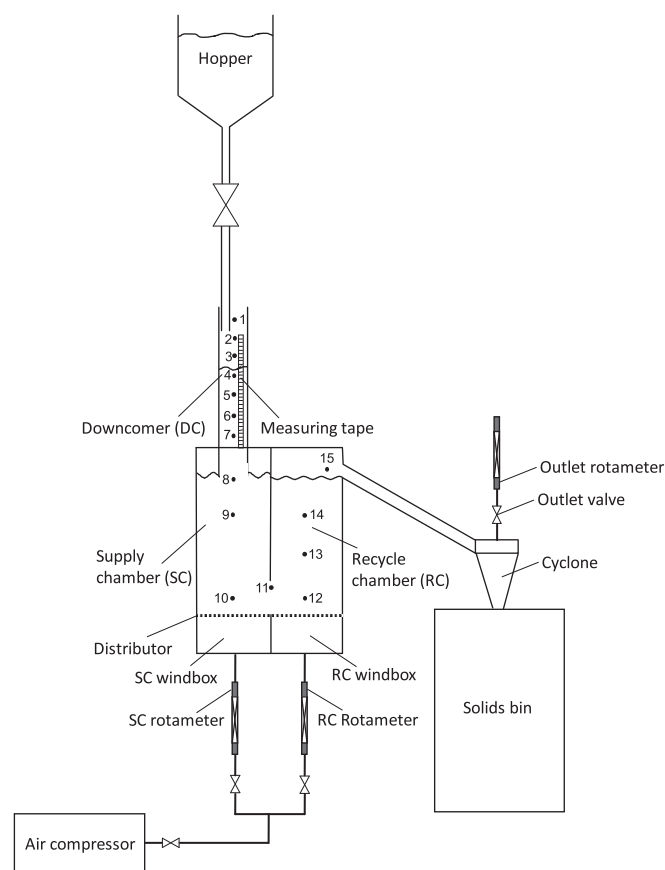 Hopper
1
2
3
4
5
6
7
Downcomer (DC)
Measuring tape
15
8
9
14
Outlet rotameter
Outlet valve
Supply
chamber (SC)
13
Recycle
chamber (RC)
Cyclone
11
10
12
Distributor
SC windbox
RC windbox
SC rotameter
RC Rotameter
Solids bin
Air compressor